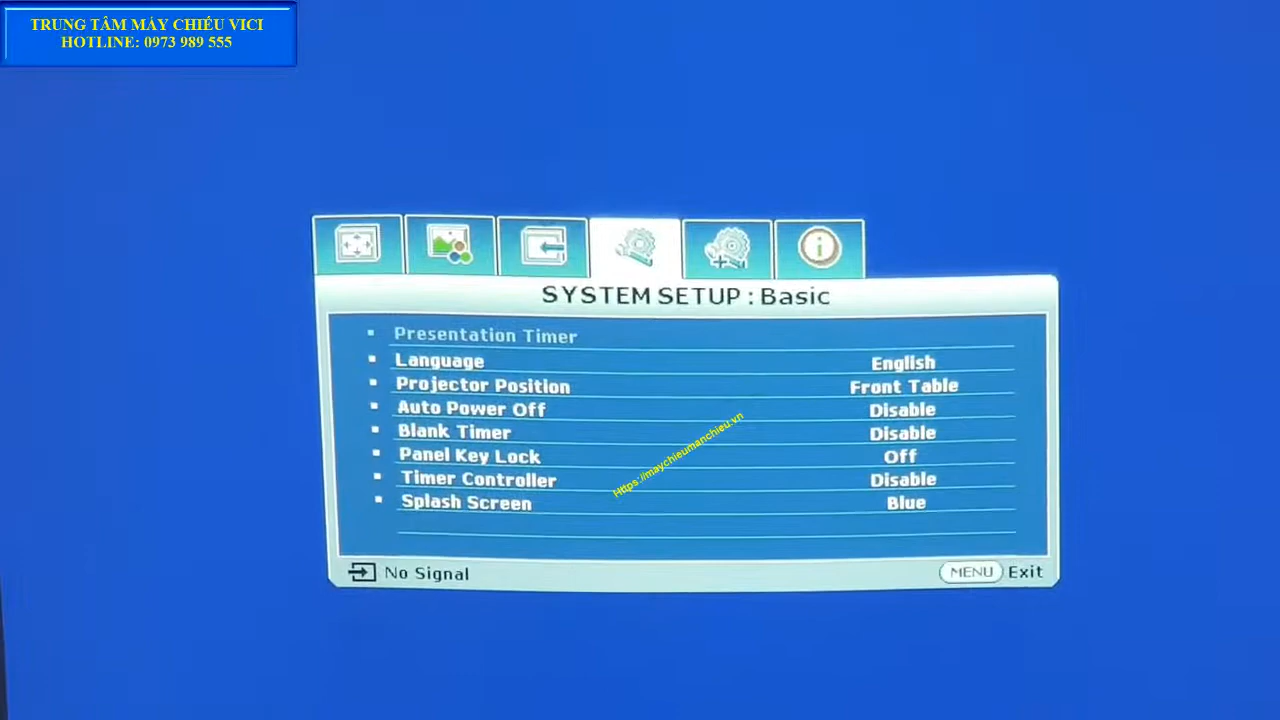 TRUNG TÂM MÁY CHIẾU VICI
HOTLINE: 0973 989 555
SYSTEM SETUP : Basic
Presentation Timer
Language English
Projector Position Front Table
Auto Power Off Disable
Blank Timer Disable
Panel Key Lock Off
Timer Controller Disable
Splash Screen Blue
Https://maychieumanchieu.vn
No Signal MENU Exit